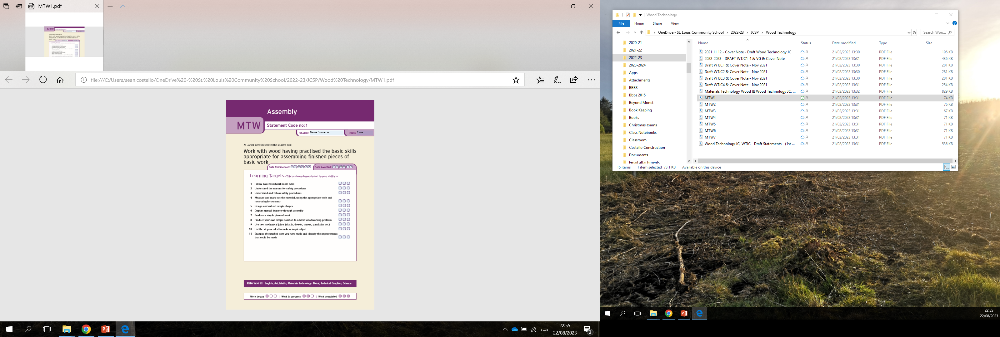 MTW1.pdf
file:///C:/Users/sean.costello/OneDrive%20-%20St.%20Louis%20Community%20School/2022-23/JCSP/Wood%20Technology/MTW1.pdf
Assembly
MTW
Statement Code no: 1
Student: Name Surname
Class: Class
At Junior Certificate level the student can:
Work with wood having practised the basic skills
appropriate for assembling finished pieces of
basic work
Date Commenced: D D/M M/Y Y
Date Awarded: D D/M M/Y Y
Learning Targets - This has been demonstrated by your ability to:
1 Follow basic woodwork room rules
2 Understand the reasons for safety procedures
3 Understand and follow safety procedures
4 Measure and mark out the material, using the appropriate tools and
measuring instruments
5 Design and cut out simple shapes
6 Display manual dexterity through assembly
7 Produce a simple piece of work
8 Produce your own simple solution to a basic woodworking problem
9 Use two mechanical joints (that is, dowels, screws, panel pins etc.)
10 List the steps needed to make a simple object
11 Examine the finished item you have made and identify the improvements
that could be made
Refer also to: English, Art, Maths, Materials Technology: Metal, Technical Graphics, Science
Work begun | Work in progress | Work completed
22:55
22/08/2023
2
Wood Technology
File Home Share View
OneDrive - St. Louis Community School > 2022-23 > JCSP > Wood Technology
Search Woo...
2020-21
2021-22
2022-23
2023-2024
Apps
Attachments
BBBS
Bbbs 2015
Beyond Monet
Book Keeping
Books
Christmas exams
Class Notebooks
Classroom
Costello Construction
Documents
Email attachments
Name Status Date modified Type Size
2021 11 12 - Cover Note - Draft Wood Technology JC 21/02/2023 13:30 PDF File 196 KB
2022-2023 - DRAFT WTJC1-4 & VG & Cover Note 21/02/2023 13:31 PDF File 436 KB
Draft WTJC1 & Cover Note - Nov 2021 21/02/2023 13:30 PDF File 281 KB
Draft WTJC2 & Cover Note - Nov 2021 21/02/2023 13:30 PDF File 281 KB
Draft WTJC3 & Cover Note - Nov 2021 21/02/2023 13:30 PDF File 281 KB
Draft WTJC4 & Cover Note - Nov 2021 21/02/2023 13:31 PDF File 254 KB
Materials Technology Wood & Wood Technology JC, ... 21/02/2023 13:32 PDF File 829 KB
MTW1 21/02/2023 13:31 PDF File 74 KB
MTW2 21/02/2023 13:31 PDF File 76 KB
MTW3 21/02/2023 13:31 PDF File 67 KB
MTW4 21/02/2023 13:31 PDF File 71 KB
MTW5 21/02/2023 13:31 PDF File 71 KB
MTW6 21/02/2023 13:31 PDF File 71 KB
MTW7 21/02/2023 13:31 PDF File 71 KB
Wood Technology JC, WTJC - Draft Statements - (1st ... 21/02/2023 13:31 PDF File 536 KB
15 items 1 item selected 73.1 KB Available on this device
22:55
22/08/2023